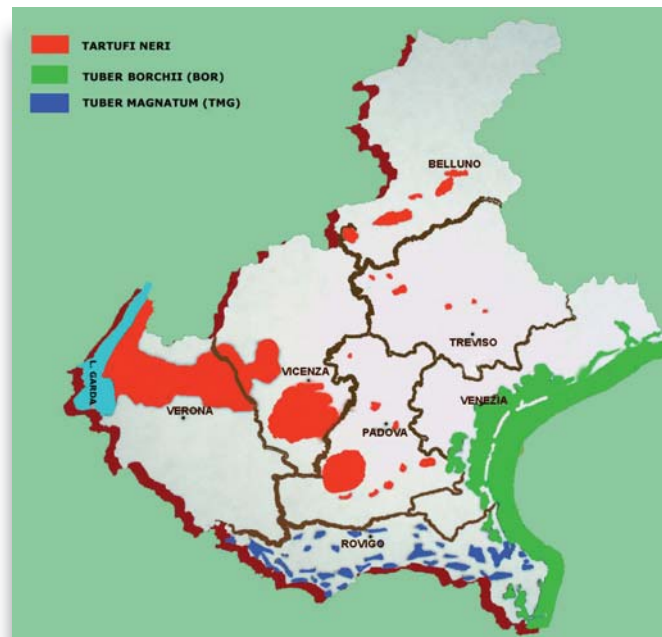 TARTUFI NERI
TUBER BORCHII (BOR)
TUBER MAGNATUM (TMG)
BELLUNO
TREVISO
VICENZA
L. GARDA
VENEZIA
VERONA
PADOVA
ROVIGO